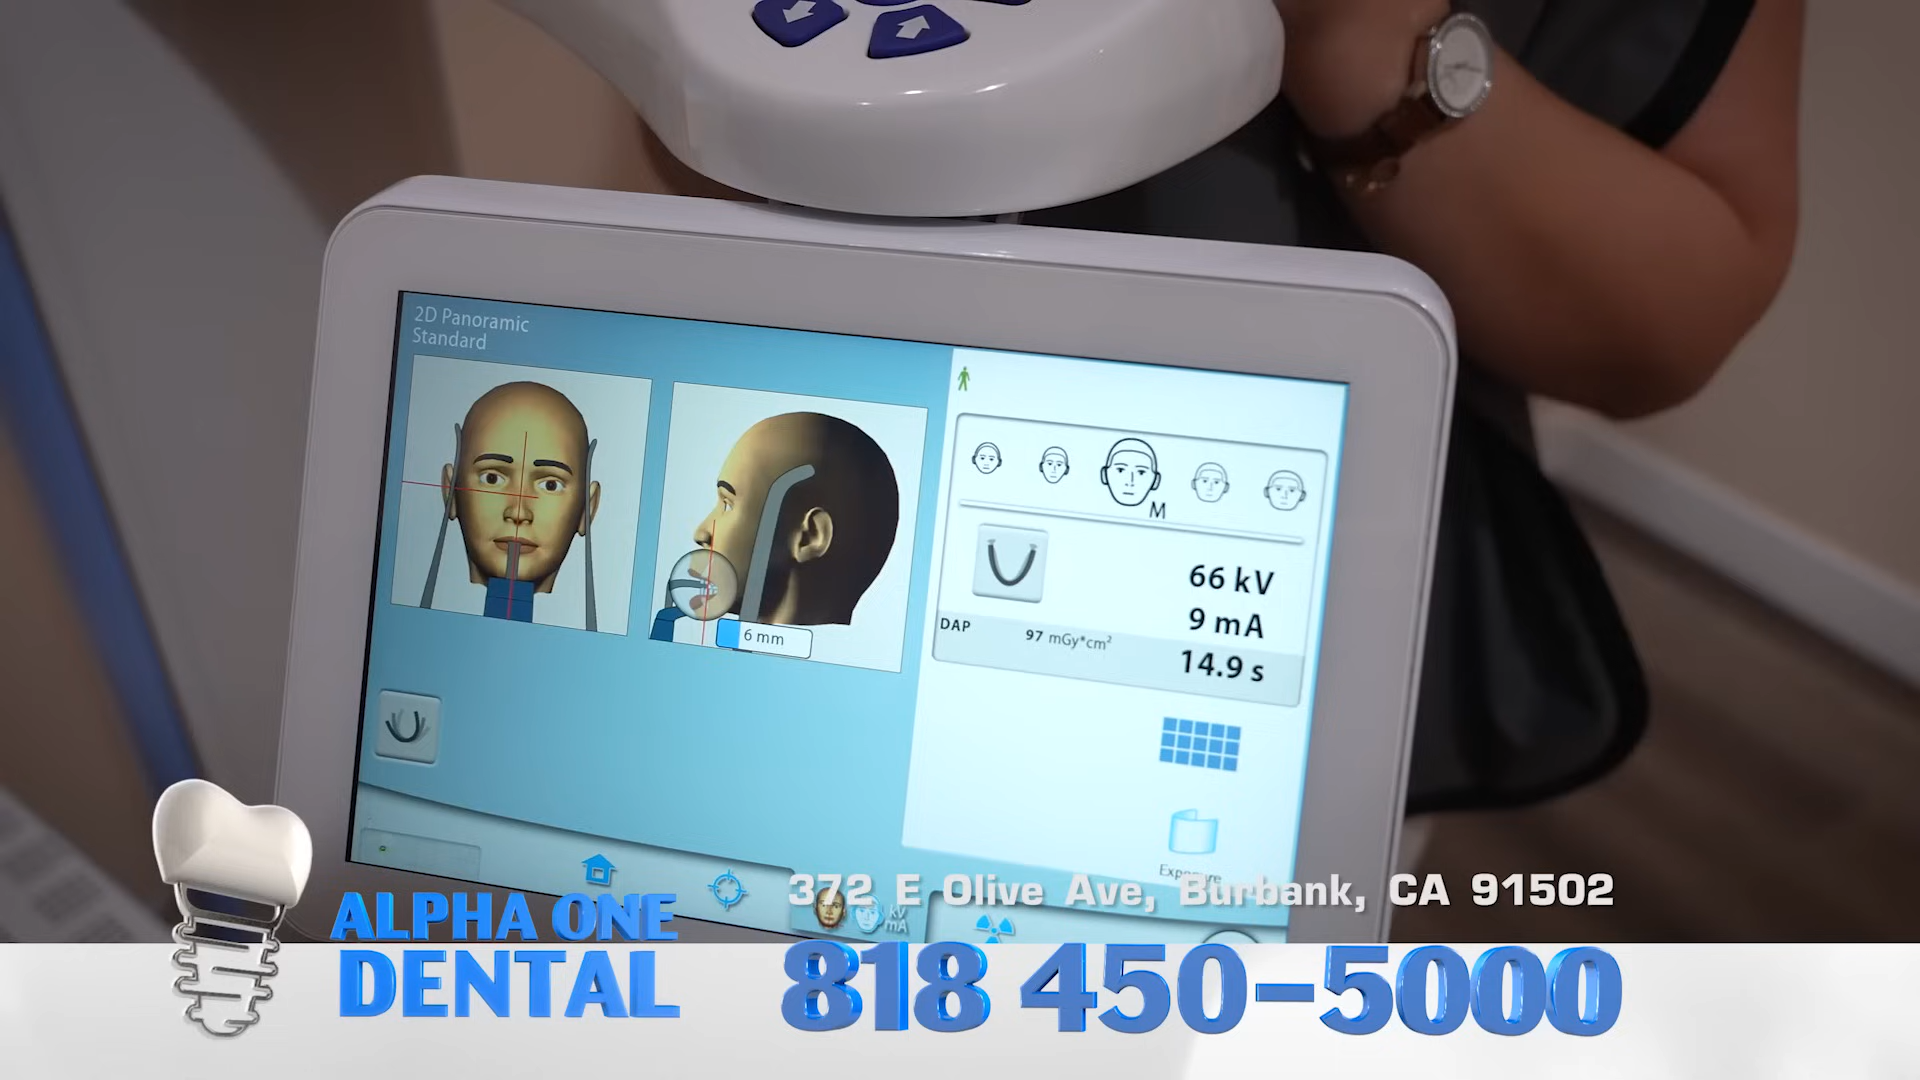 2D Panoramic
Standard
M
66 kV
9 mA
DAP 97 mGy*cm²
14.9 s
6 mm
Exposure
kV
mA
372 E Olive Ave, Burbank, CA 91502
ALPHA ONE
DENTAL
818 450-5000